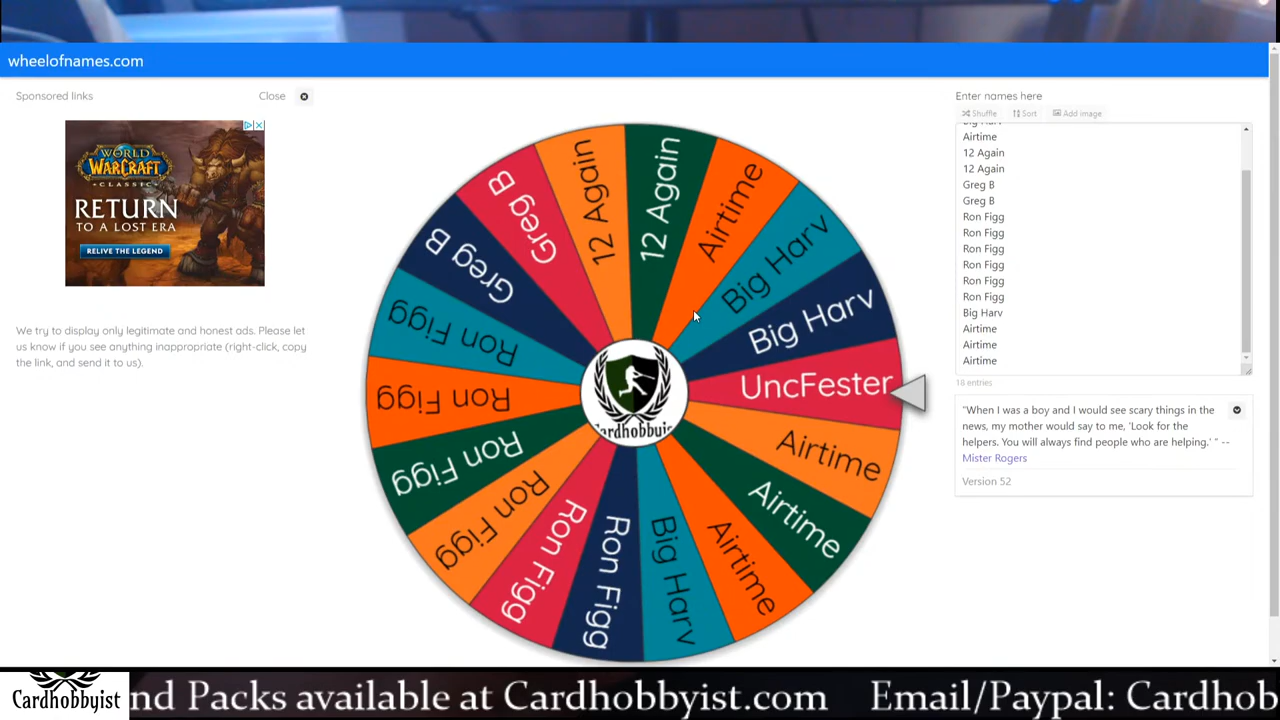 wheelofnames.com
Sponsored links
Close
WORLD
WARCRAFT
CLASSIC
RETURN
TO A LOST ERA
RELIVE THE LEGEND
We try to display only legitimate and honest ads. Please let
us know if you see anything inappropriate (right-click, copy
the link, and send it to us).
12 Again
Airtime
Big Harv
Big Harv
UncFester
Airtime
Airtime
Airtime
Big Harv
Ron Figg
Ron Figg
Ron Figg
Ron Figg
Ron Figg
Ron Figg
Greg B
Greg B
12 Again
Cardhobbyis
Enter names here
Shuffle
Sort
Add image
Big Harv
Airtime
12 Again
12 Again
Greg B
Greg B
Ron Figg
Ron Figg
Ron Figg
Ron Figg
Ron Figg
Ron Figg
Big Harv
Airtime
Airtime
Airtime
18 entries
"When I was a boy and I would see scary things in the
news, my mother would say to me, 'Look for the
helpers. You will always find people who are helping.' " --
Mister Rogers
Version 52
Cardhobbyist
nd Packs available at Cardhobbyist.com Email/Paypal: Cardhob